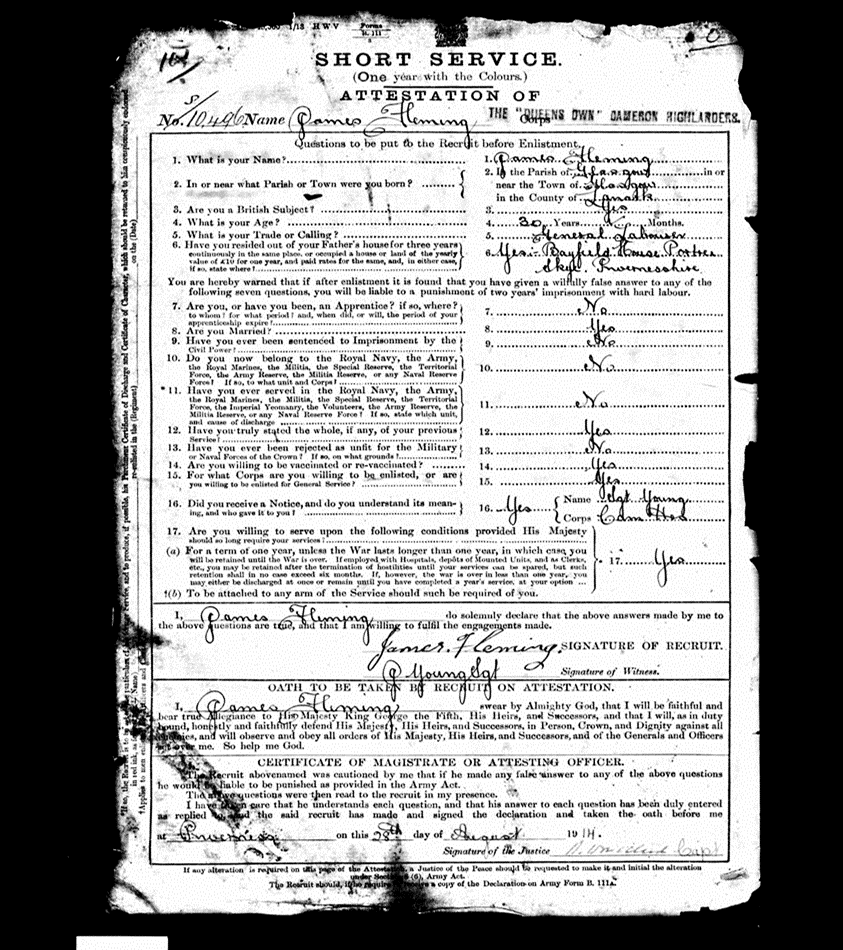 1/13 H W V
Forms
B. 111
SHORT SERVICE.
(One year with the Colours.)
ATTESTATION OF
No. S/10,496 Name James Fleming Corps THE "QUEENS OWN" CAMERON HIGHLANDERS.
Questions to be put to the Recruit before Enlistment.
1. What is your Name? 1. James Fleming
2. In or near what Parish or Town were you born? 2. In the Parish of Glasgow in or
near the Town of Glasgow
in the County of Lanark
3. Are you a British Subject? 3. Yes
4. What is your Age? 4. 30 Years Months.
5. What is your Trade or Calling? 5. General Labourer
6. Have you resided out of your Father's house for three years 6. Yes: Bayfield House Portree
continuously in the same place, or occupied a house or land of the yearly Skye. Invernesshire
value of £10 for one year, and paid rates for the same, and, in either case,
if so, state where?
You are hereby warned that if after enlistment it is found that you have given a wilfully false answer to any of the
following seven questions, you will be liable to a punishment of two years' imprisonment with hard labour.
7. Are you, or have you been, an Apprentice? if so, where? 7. No
to whom? for what period? and, when did, or will, the period of your
apprenticeship expire?
8. Are you Married? 8. Yes
9. Have you ever been sentenced to Imprisonment by the 9. No
Civil Power?
10. Do you now belong to the Royal Navy, the Army, 10. No
the Royal Marines, the Militia, the Special Reserve, the Territorial
Force, the Army Reserve, the Militia Reserve, or any Naval Reserve
Force? If so, to what unit and Corps?
*11. Have you ever served in the Royal Navy, the Army, 11. No
the Royal Marines, the Militia, the Special Reserve, the Territorial
Force, the Imperial Yeomanry, the Volunteers, the Army Reserve, the
Militia Reserve, or any Naval Reserve Force? If so, state which unit,
and cause of discharge
12. Have you truly stated the whole, if any, of your previous 12. Yes
Service?
13. Have you ever been rejected as unfit for the Military 13. No
or Naval Forces of the Crown? If so, on what grounds?
14. Are you willing to be vaccinated or re-vaccinated? 14. Yes
15. For what Corps are you willing to be enlisted, or are 15. Yes
you willing to be enlisted for General Service?
16. Did you receive a Notice, and do you understand its mean- 16. Yes Name Sgt Young
ing, and who gave it to you? Corps Cam Hrs
17. Are you willing to serve upon the following conditions provided His Majesty
should so long require your services?
(a) For a term of one year, unless the War lasts longer than one year, in which case you 17. Yes
will be retained until the War is over. If employed with Hospitals, depôts of Mounted Units, and as Clerks,
etc., you may be retained after the termination of hostilities until your services can be spared, but such
retention shall in no case exceed six months. If, however, the war is over in less than one year, you
may either be discharged at once or remain until you have completed a year's service, at your option ...
†(b) To be attached to any arm of the Service should such be required of you.
I, James Fleming do solemnly declare that the above answers made by me to
the above questions are true, and that I am willing to fulfil the engagements made.
James Fleming. SIGNATURE OF RECRUIT.
J Young Sgt Signature of Witness.
OATH TO BE TAKEN BY RECRUIT ON ATTESTATION.
I, James Fleming swear by Almighty God, that I will be faithful and
bear true Allegiance to His Majesty King George the Fifth, His Heirs, and Successors, and that I will, as in duty
bound, honestly and faithfully defend His Majesty, His Heirs, and Successors, in Person, Crown, and Dignity against all
enemies, and will observe and obey all orders of His Majesty, His Heirs, and Successors, and of the Generals and Officers
set over me. So help me God.
CERTIFICATE OF MAGISTRATE OR ATTESTING OFFICER.
The Recruit abovenamed was cautioned by me that if he made any false answer to any of the above questions
he would be liable to be punished as provided in the Army Act.
The above questions were then read to the recruit in my presence.
I have taken care that he understands each question, and that his answer to each question has been duly entered
as replied to, and the said recruit has made and signed the declaration and taken the oath before me
at Inverness on this 28th day of August 1914.
Signature of the Justice Capt
If any alteration is required on this page of the Attestation, a Justice of the Peace should be requested to make it and initial the alteration
under Section (6), Army Act.
The Recruit should, if he require, receive a copy of the Declaration on Army Form B. 111A.